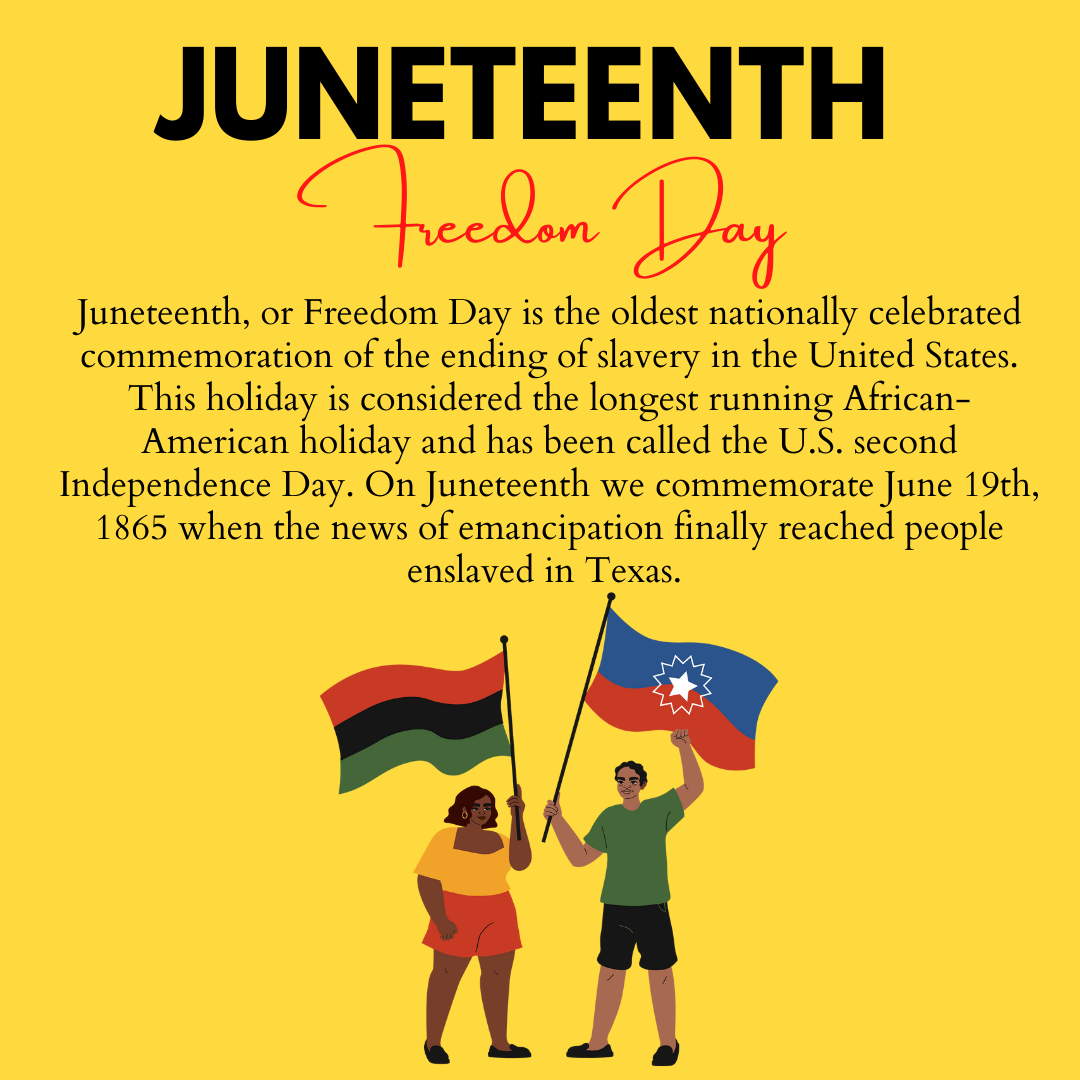 JUNETEENTH
Freedom Day
Juneteenth, or Freedom Day is the oldest nationally celebrated
commemoration of the ending of slavery in the United States.
This holiday is considered the longest running African-
American holiday and has been called the U.S. second
Independence Day. On Juneteenth we commemorate June 19th,
1865 when the news of emancipation finally reached people
enslaved in Texas.